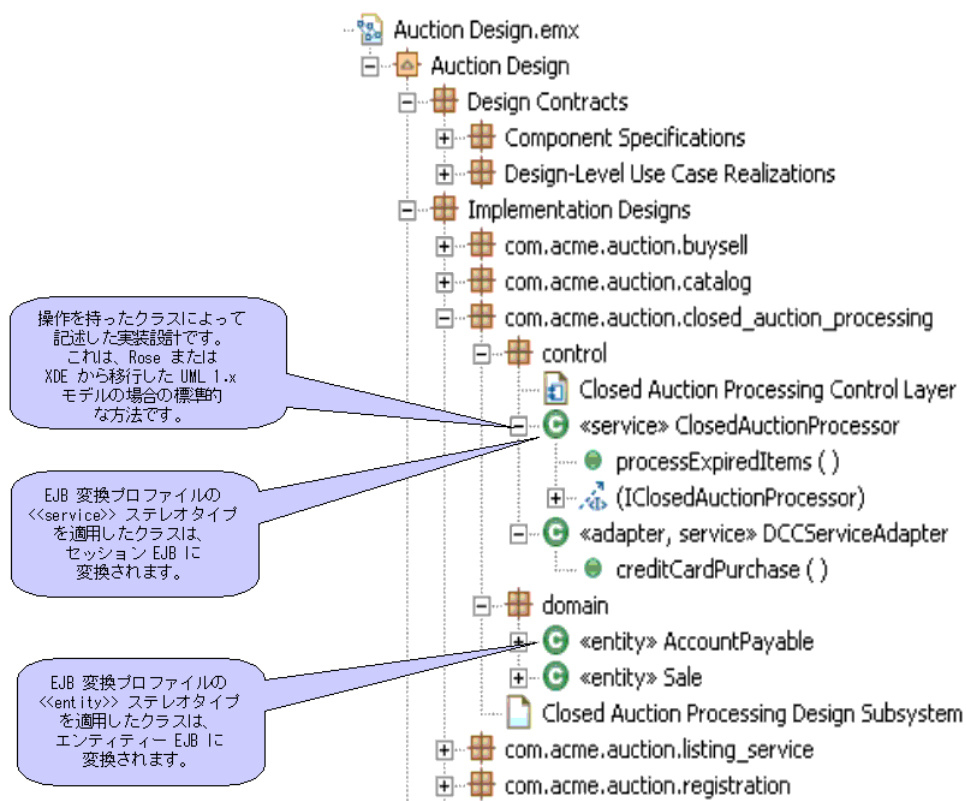 Auction Design.emx
Auction Design
Design Contracts
Component Specifications
Design-Level Use Case Realizations
Implementation Designs
com.acme.auction.buysell
com.acme.auction.catalog
com.acme.auction.closed_auction_processing
control
Closed Auction Processing Control Layer
«service» ClosedAuctionProcessor
processExpiredItems ( )
(IClosedAuctionProcessor)
«adapter, service» DCCServiceAdapter
creditCardPurchase ( )
domain
«entity» AccountPayable
«entity» Sale
Closed Auction Processing Design Subsystem
com.acme.auction.listing_service
com.acme.auction.registration
操作を持ったクラスによって
記述した実装設計です。
これは、Rose または
XDE から移行した UML 1.x
モデルの場合の標準的
な方法です。
EJB 変換プロファイルの
<<service>> ステレオタイプ
を適用したクラスは、
セッション EJB に
変換されます。
EJB 変換プロファイルの
<<entity>> ステレオタイプ
を適用したクラスは、
エンティティー EJB に
変換されます。